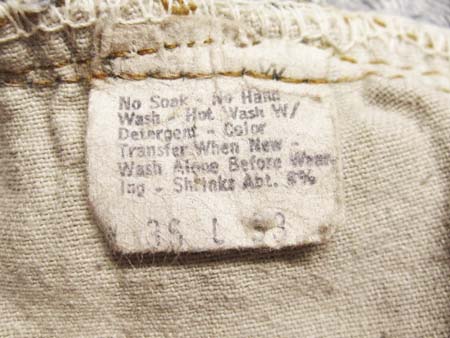 No Soak - No Hand
Wash - Hot Wash W/
Detergent - Color
Transfer When New -
Wash Alone Before Wear-
ing - Shrinks Abt. 8%
L